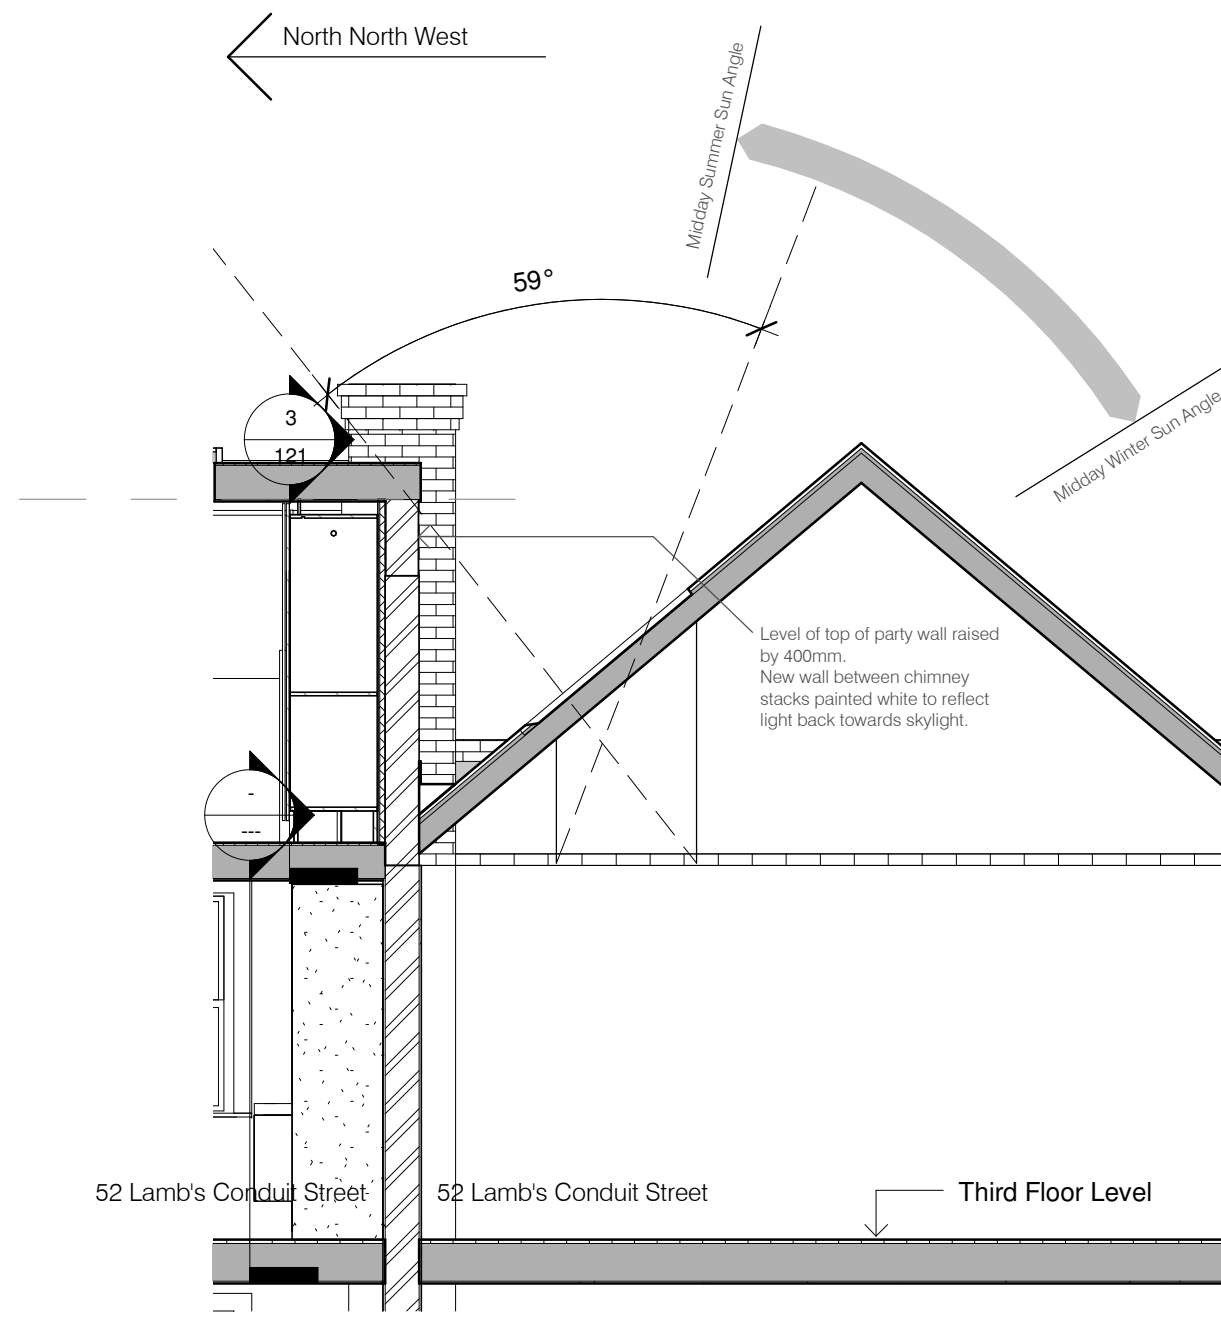 North North West
Midday Summer Sun Angle
59°
3
121
Midday Winter Sun Angle
Level of top of party wall raised
by 400mm.
New wall between chimney
stacks painted white to reflect
light back towards skylight.
-
---
52 Lamb's Conduit Street
52 Lamb's Conduit Street
Third Floor Level